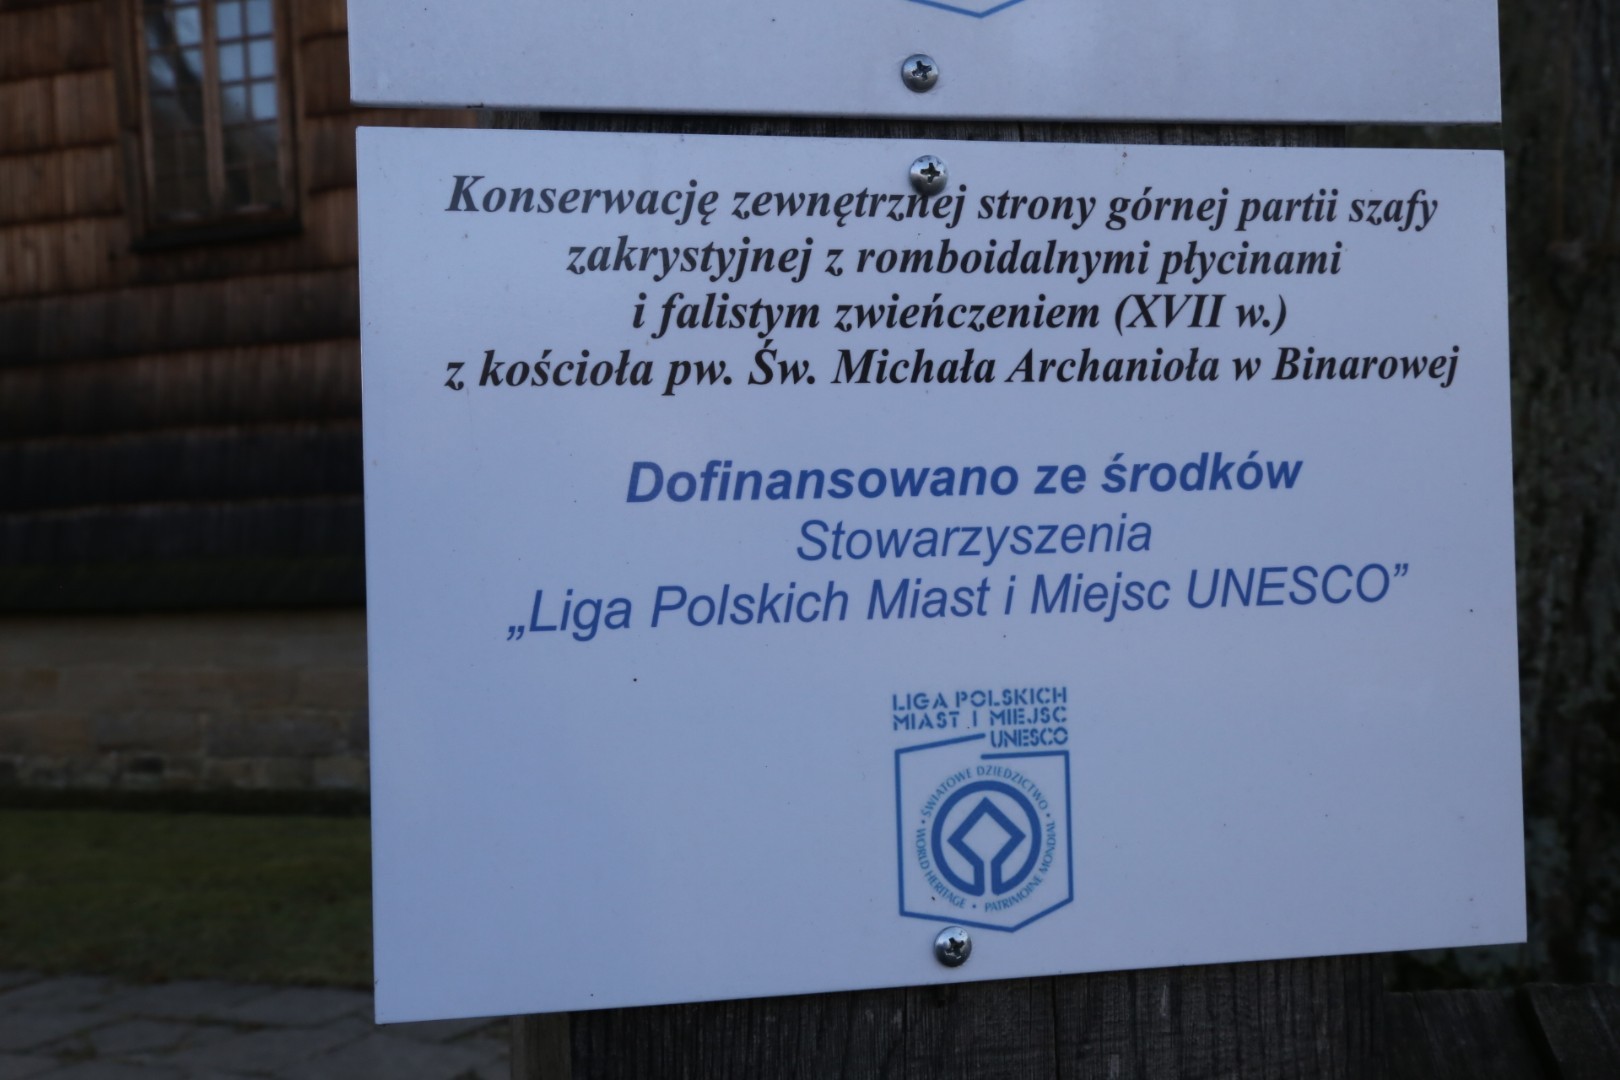 Konserwację zewnętrznej strony górnej partii szafy
zakrystyjnej z romboidalnymi płycinami
i falistym zwieńczeniem (XVII w.)
z kościoła pw. Św. Michała Archanioła w Binarowej
Dofinansowano ze środków
Stowarzyszenia
„Liga Polskich Miast i Miejsc UNESCO”
LIGA POLSKICH
MIAST I MIEJSC
UNESCO
ŚWIATOWE DZIEDZICTWO • WORLD HERITAGE • PATRIMOINE MONDIAL •